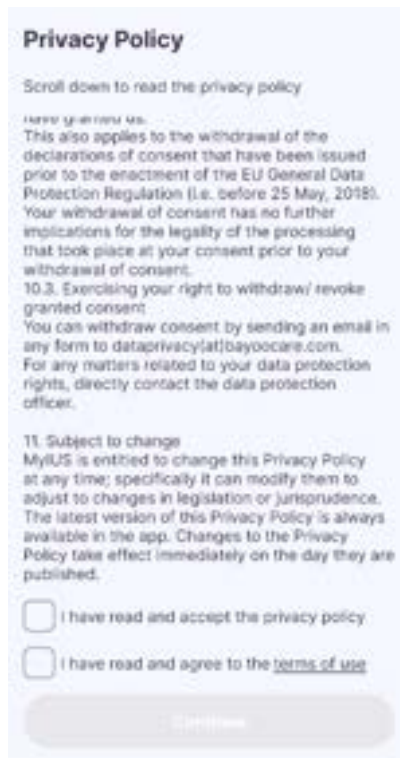 Privacy Policy
Scroll down to read the privacy policy
have granted us.
This also applies to the withdrawal of the
declarations of consent that have been issued
prior to the enactment of the EU General Data
Protection Regulation (i.e. before 25 May, 2018).
Your withdrawal of consent has no further
implications for the legality of the processing
that took place at your consent prior to your
withdrawal of consent.
10.3. Exercising your right to withdraw/ revoke
granted consent
You can withdraw consent by sending an email in
any form to dataprivacy(at)bayoocare.com.
For any matters related to your data protection
rights, directly contact the data protection
officer.
11. Subject to change
MyIUS is entitled to change this Privacy Policy
at any time; specifically it can modify them to
adjust to changes in legislation or jurisprudence.
The latest version of this Privacy Policy is always
available in the app. Changes to the Privacy
Policy take effect immediately on the day they are
published.
I have read and accept the privacy policy
I have read and agree to the terms of use
Continue